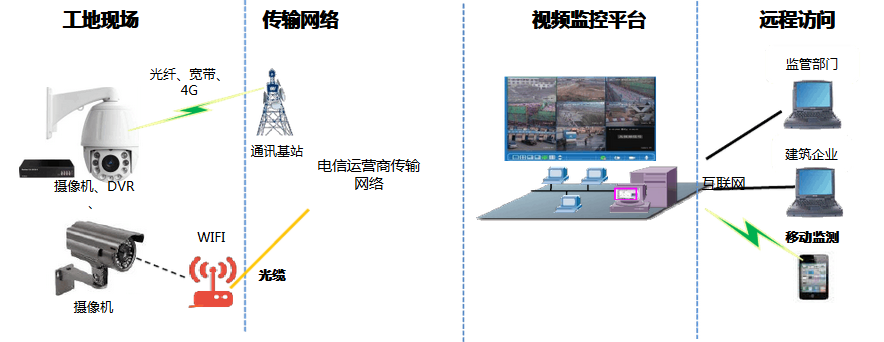 工地现场
传输网络
视频监控平台
远程访问
光纤、宽带、
4G
通讯基站
摄像机、DVR
、
电信运营商传输
网络
WIFI
光缆
摄像机
监管部门
建筑企业
互联网
移动监测